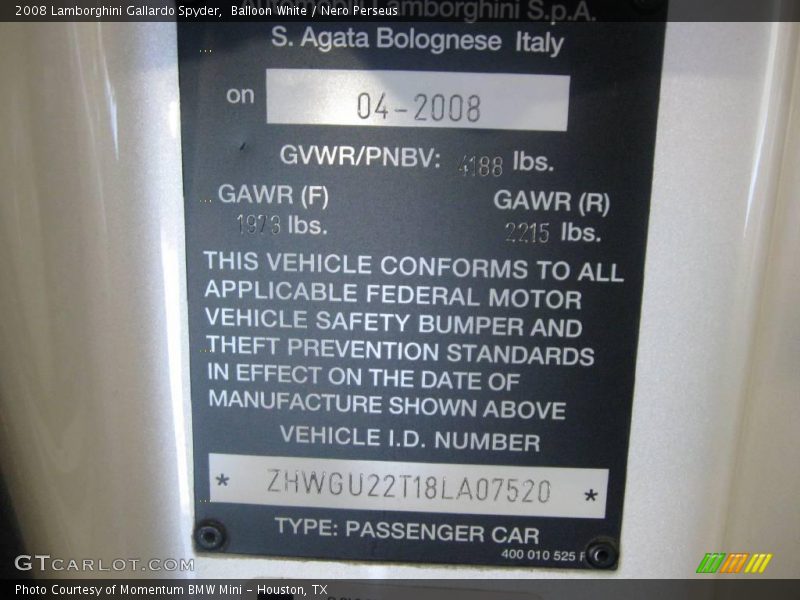 2008 Lamborghini Gallardo Spyder, Balloon White / Nero Perseus
Automobili Lamborghini S.p.A.
S. Agata Bolognese Italy
on 04-2008
GVWR/PNBV: 4188 lbs.
GAWR (F) GAWR (R)
1973 lbs. 2215 lbs.
THIS VEHICLE CONFORMS TO ALL
APPLICABLE FEDERAL MOTOR
VEHICLE SAFETY BUMPER AND
THEFT PREVENTION STANDARDS
IN EFFECT ON THE DATE OF
MANUFACTURE SHOWN ABOVE
VEHICLE I.D. NUMBER
* ZHWGU22T18LA07520 *
TYPE: PASSENGER CAR
400 010 525
GTCARLOT.COM
Photo Courtesy of Momentum BMW Mini - Houston, TX